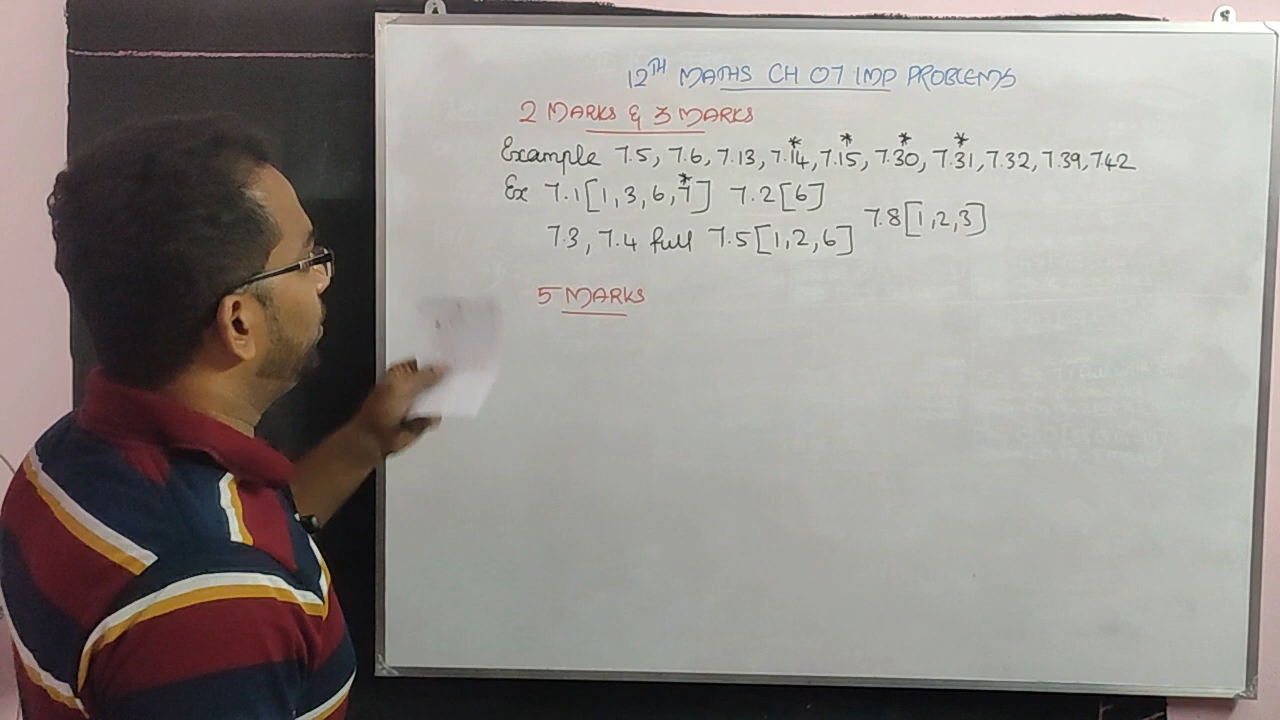 12TH MATHS CH 07 IMP PROBLEMS
2 MARKS & 3 MARKS
Example 7.5, 7.6, 7.13, 7.14*, 7.15*, 7.30*, 7.31*, 7.32, 7.39, 7.42
Ex 7.1[1,3,6,7*] 7.2[6]
7.3, 7.4 full 7.5[1,2,6] 7.8[1,2,3]
5 MARKS